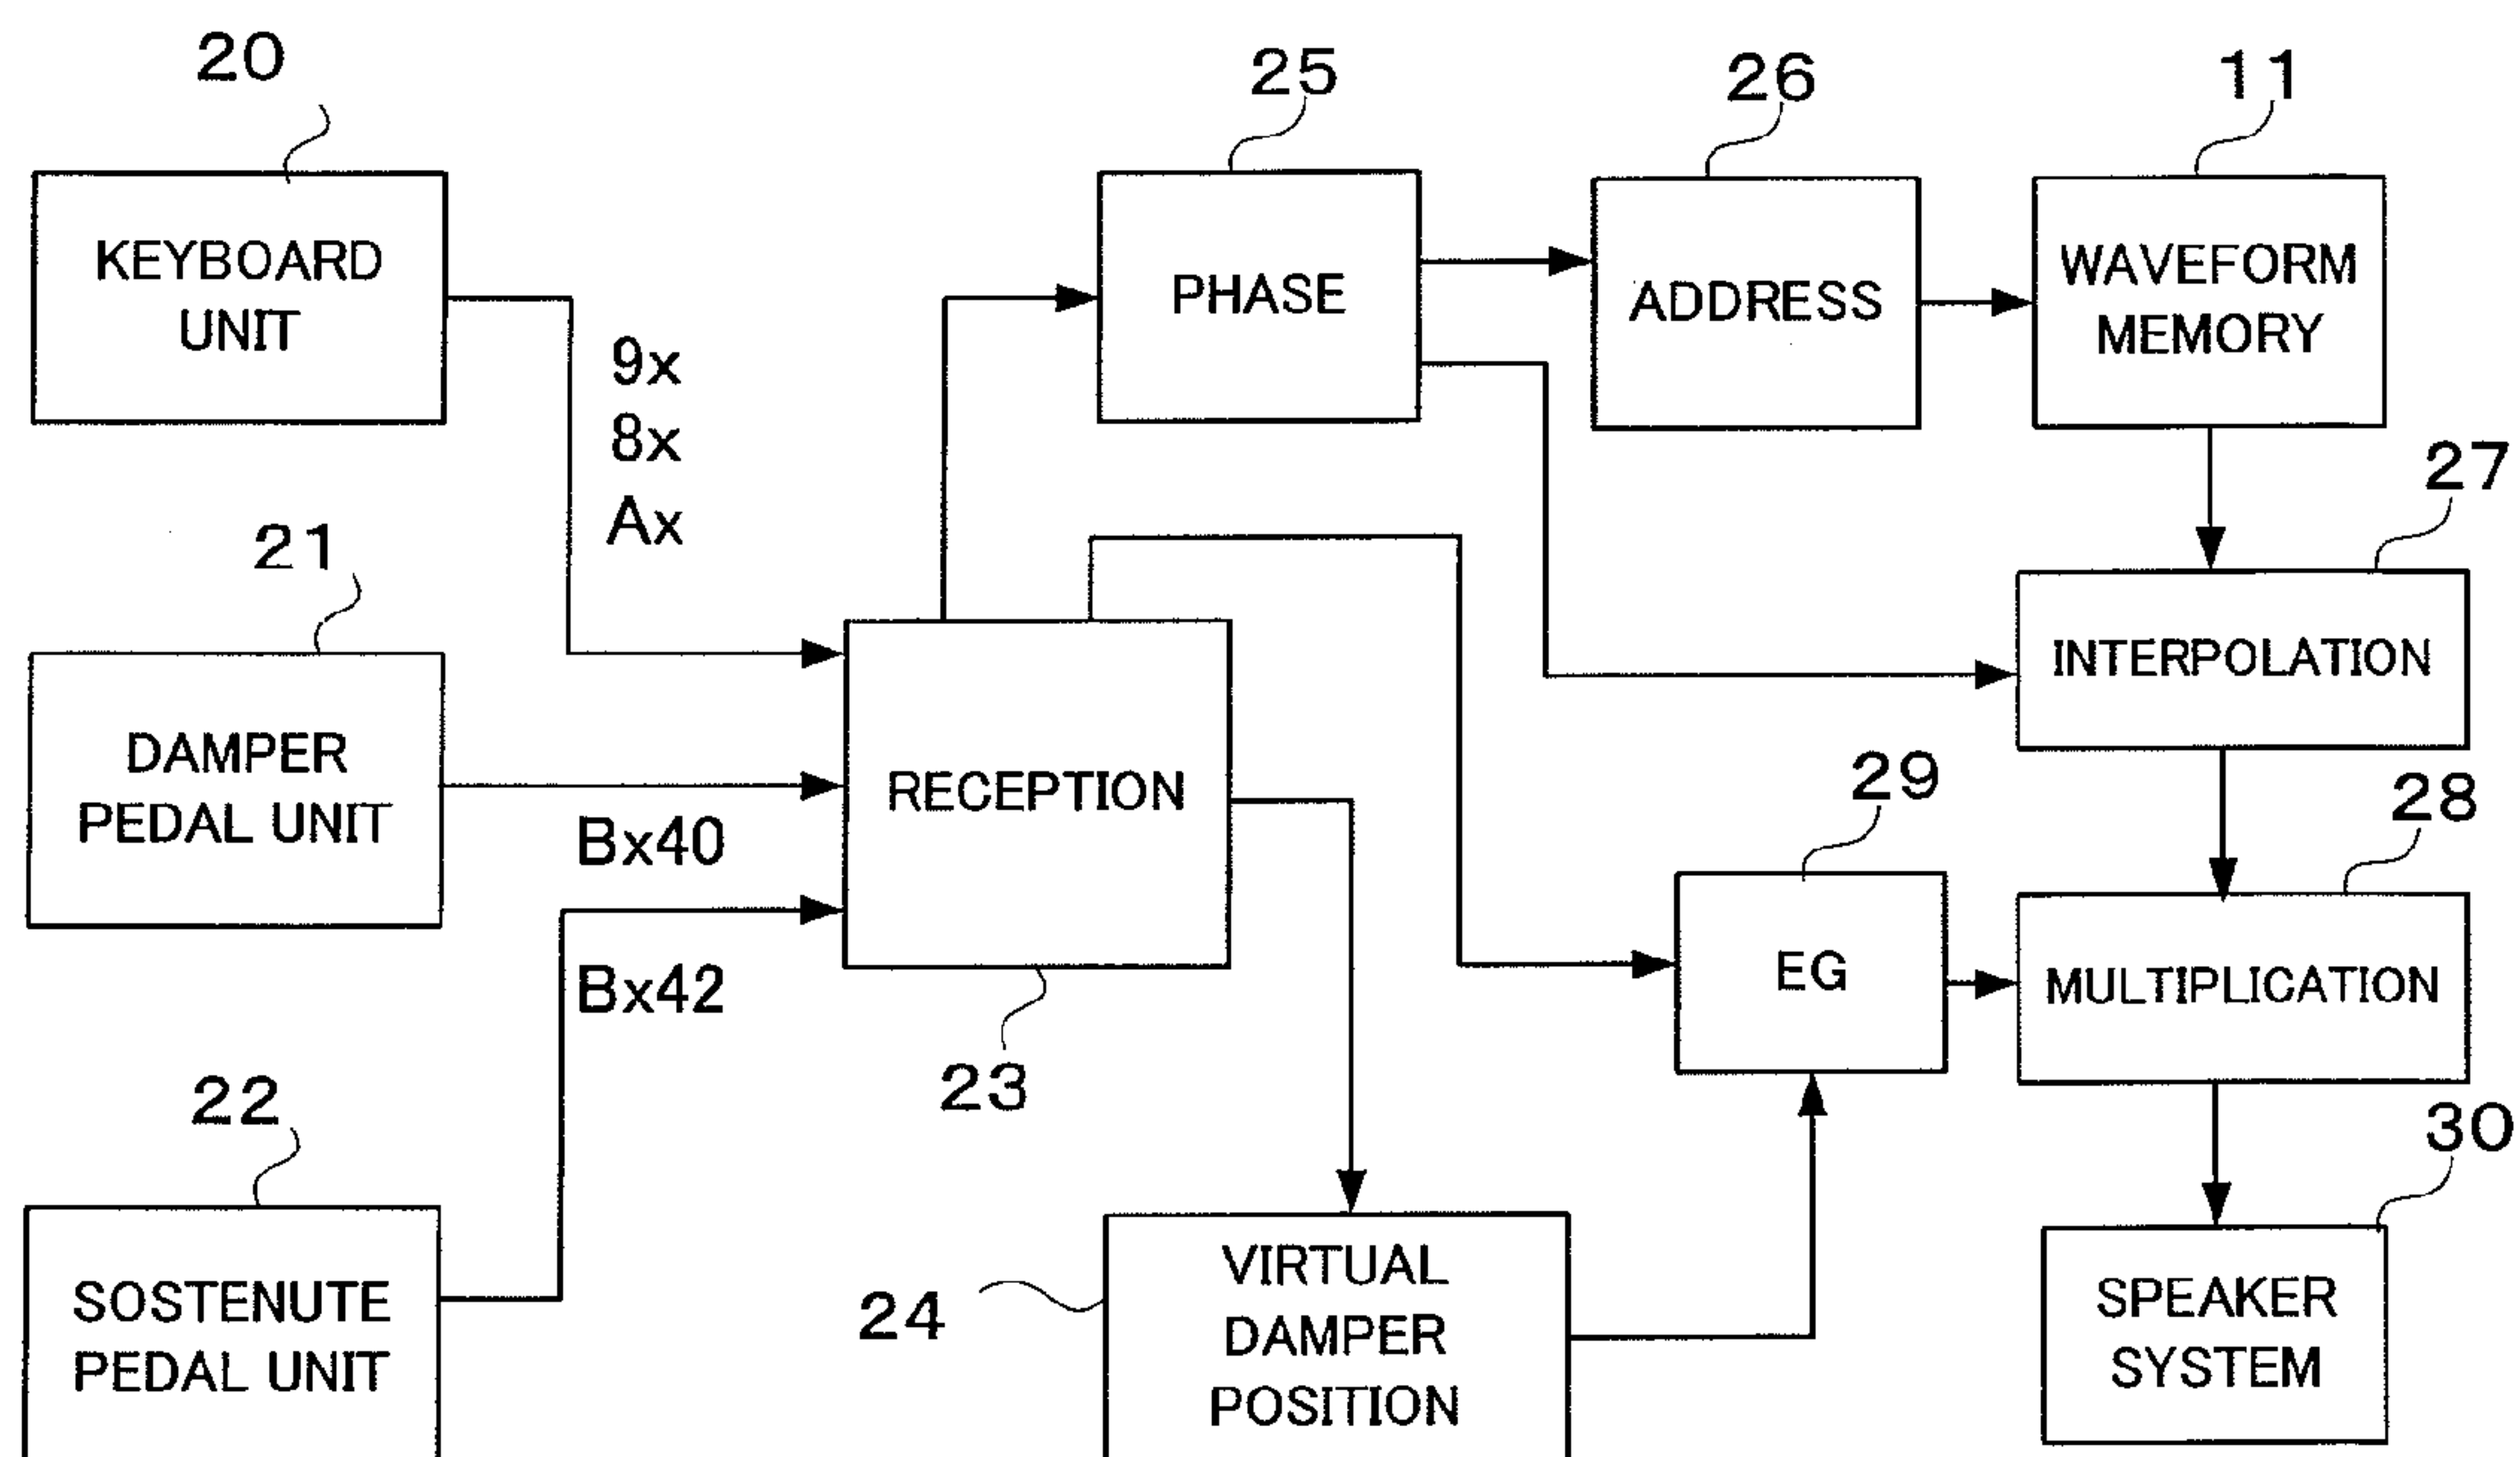 20
25
26
11
KEYBOARD
UNIT
PHASE
ADDRESS
WAVEFORM
MEMORY
9x
8x
Ax
27
21
INTERPOLATION
DAMPER
PEDAL UNIT
RECEPTION
29
28
Bx40
EG
MULTIPLICATION
Bx42
23
22
30
SOSTENUTE
PEDAL UNIT
24
VIRTUAL
DAMPER
POSITION
SPEAKER
SYSTEM